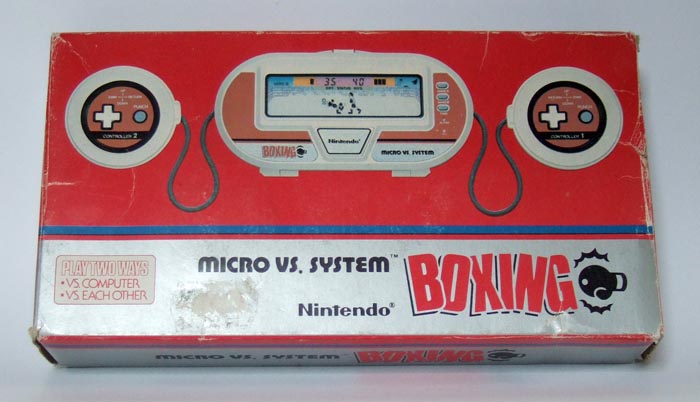 35 40
PUNCH
CONTROLLER 2
Nintendo®
BOXING
MICRO VS. SYSTEM
PUNCH
CONTROLLER 1
PLAY TWO WAYS
• VS. COMPUTER
• VS. EACH OTHER
MICRO VS. SYSTEM™
BOXING
Nintendo®
MICRO VS. SYSTEM™ BOXING